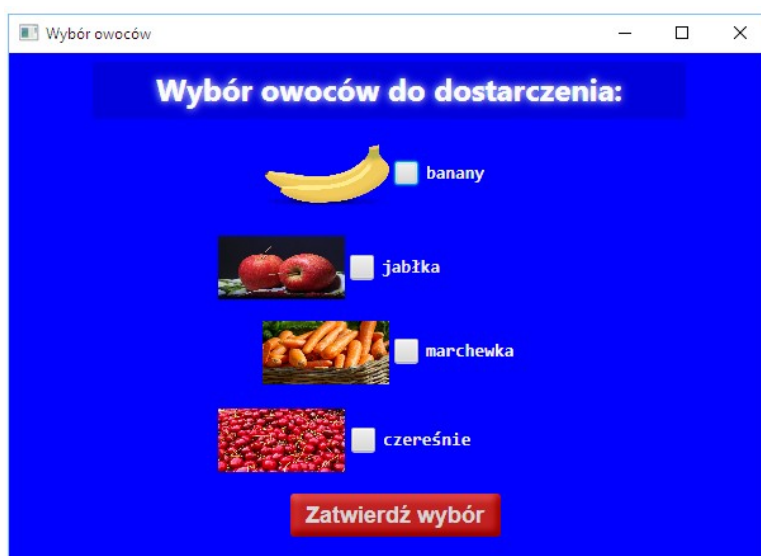 Wybór owoców
Wybór owoców do dostarczenia:
banany
jabłka
marchewka
czereśnie
Zatwierdź wybór